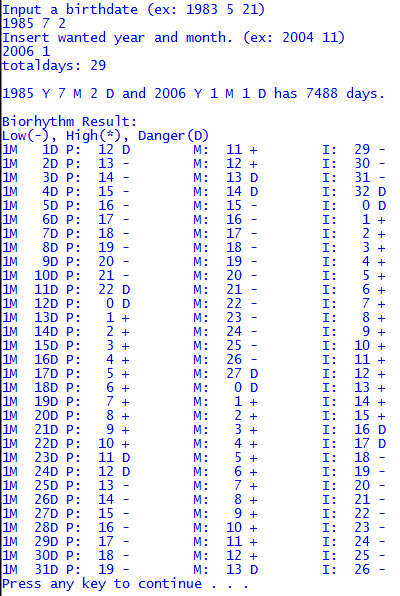 Input a birthdate (ex: 1983 5 21)
1985 7 2
Insert wanted year and month. (ex: 2004 11)
2006 1
totaldays: 29
1985 Y 7 M 2 D and 2006 Y 1 M 1 D has 7488 days.
Biorhythm Result:
Low(-), High(*), Danger(D)
1M 1D P: 12 D M: 11 + I: 29 -
1M 2D P: 13 - M: 12 + I: 30 -
1M 3D P: 14 - M: 13 D I: 31 -
1M 4D P: 15 - M: 14 D I: 32 D
1M 5D P: 16 - M: 15 - I: 0 D
1M 6D P: 17 - M: 16 - I: 1 +
1M 7D P: 18 - M: 17 - I: 2 +
1M 8D P: 19 - M: 18 - I: 3 +
1M 9D P: 20 - M: 19 - I: 4 +
1M 10D P: 21 - M: 20 - I: 5 +
1M 11D P: 22 D M: 21 - I: 6 +
1M 12D P: 0 D M: 22 - I: 7 +
1M 13D P: 1 + M: 23 - I: 8 +
1M 14D P: 2 + M: 24 - I: 9 +
1M 15D P: 3 + M: 25 - I: 10 +
1M 16D P: 4 + M: 26 - I: 11 +
1M 17D P: 5 + M: 27 D I: 12 +
1M 18D P: 6 + M: 0 D I: 13 +
1M 19D P: 7 + M: 1 + I: 14 +
1M 20D P: 8 + M: 2 + I: 15 +
1M 21D P: 9 + M: 3 + I: 16 D
1M 22D P: 10 + M: 4 + I: 17 D
1M 23D P: 11 D M: 5 + I: 18 -
1M 24D P: 12 D M: 6 + I: 19 -
1M 25D P: 13 - M: 7 + I: 20 -
1M 26D P: 14 - M: 8 + I: 21 -
1M 27D P: 15 - M: 9 + I: 22 -
1M 28D P: 16 - M: 10 + I: 23 -
1M 29D P: 17 - M: 11 + I: 24 -
1M 30D P: 18 - M: 12 + I: 25 -
1M 31D P: 19 - M: 13 D I: 26 -
Press any key to continue . . .